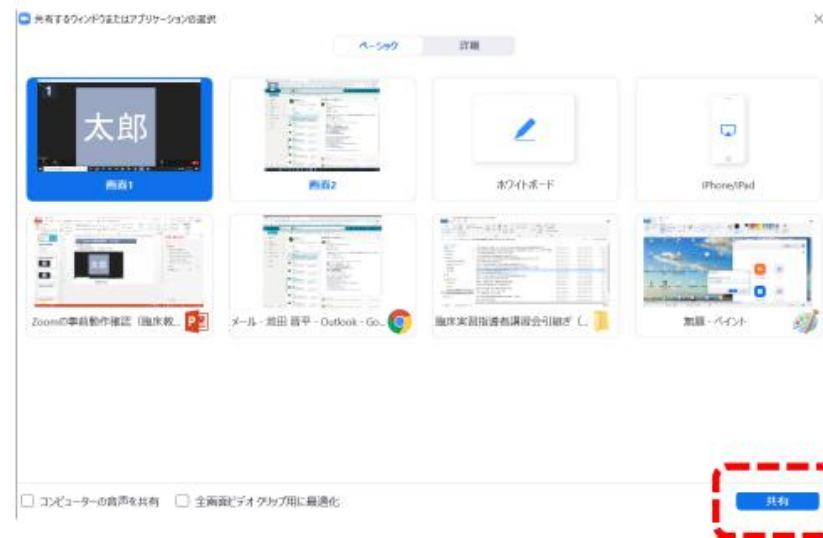 共有するウィンドウまたはアプリケーションの選択
ベーシック
詳細
1
太郎
画面1
画面2
ホワイトボード
iPhone/iPad
太郎
Zoomの事前動作確認（臨床教...
メール - 池田 晋平 - Outlook - Go...
臨床実習指導者講習会引継ぎ（...
無題 - ペイント
コンピューターの音声を共有
全画面ビデオ クリップ用に最適化
共有